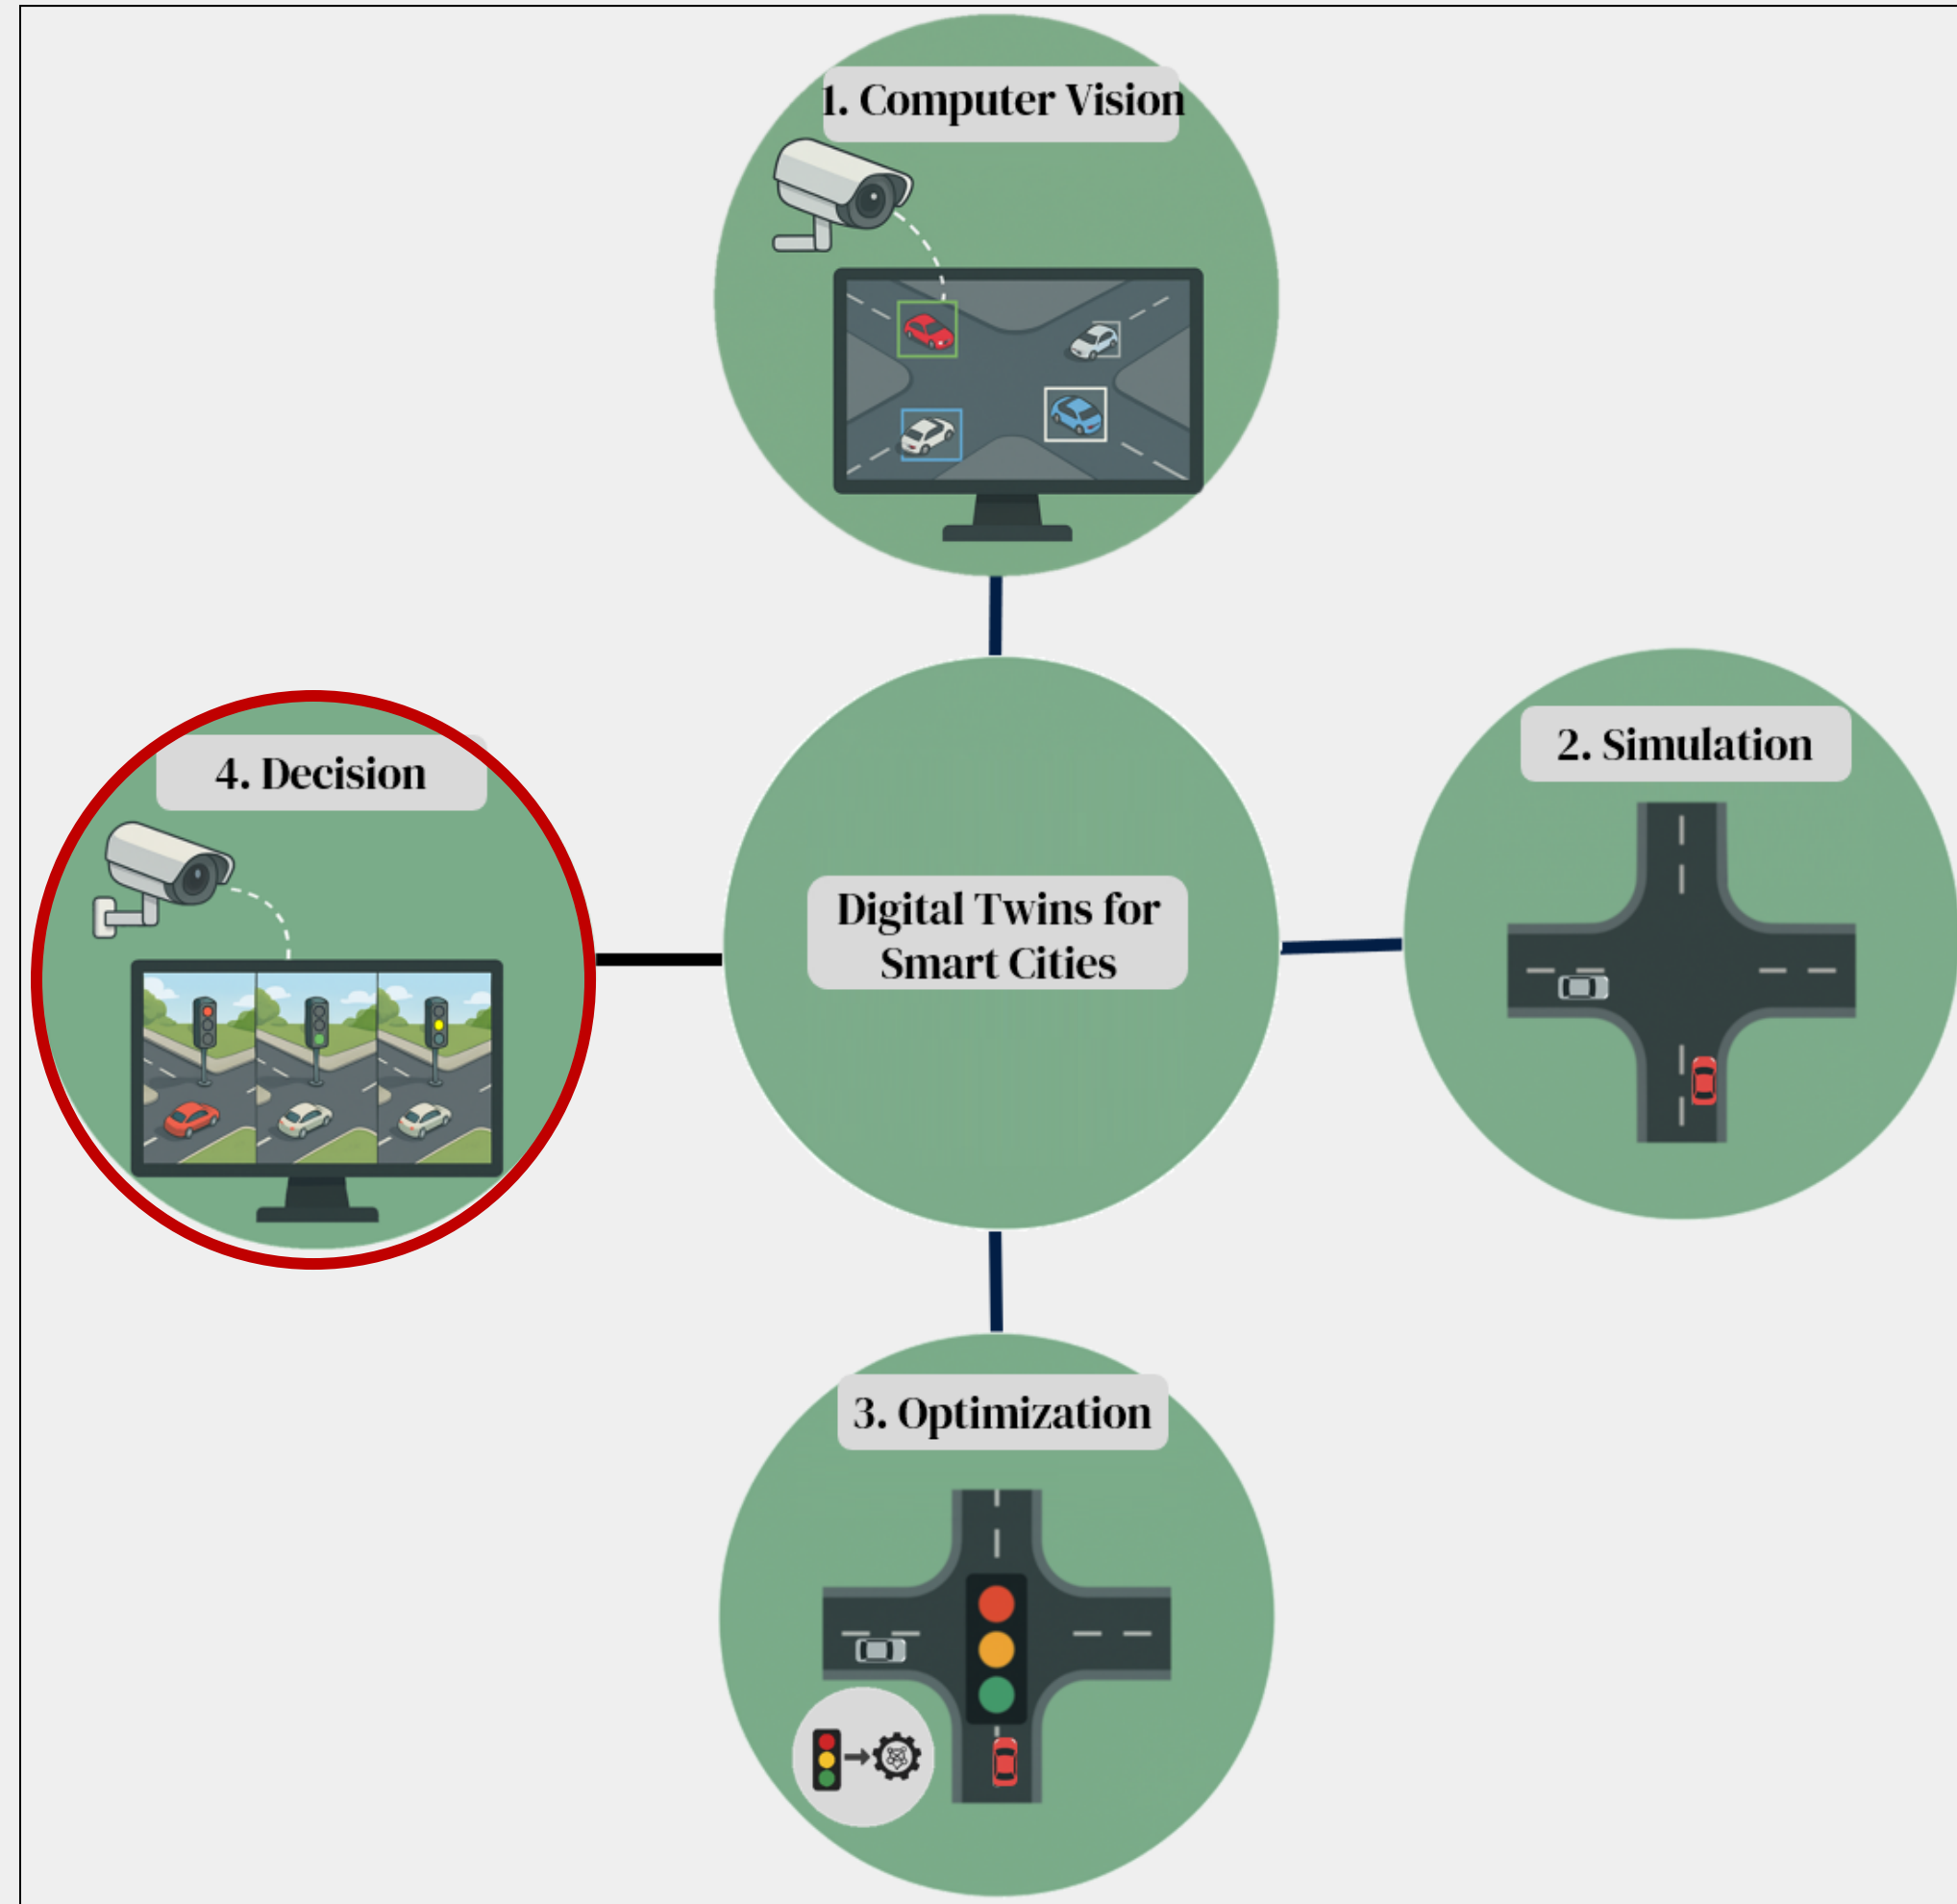 1. Computer Vision
4. Decision
2. Simulation
Digital Twins for
Smart Cities
3. Optimization